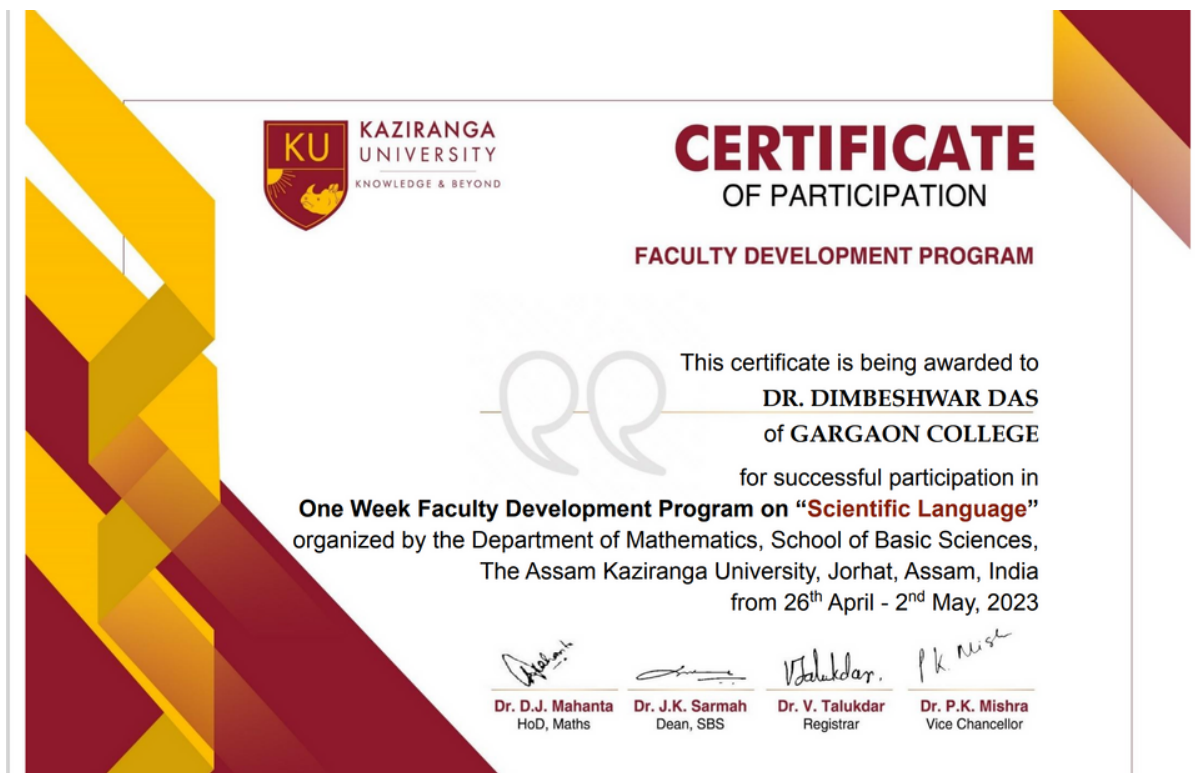 KU
KAZIRANGA
UNIVERSITY
KNOWLEDGE & BEYOND
CERTIFICATE
OF PARTICIPATION
FACULTY DEVELOPMENT PROGRAM
This certificate is being awarded to
DR. DIMBESHWAR DAS
of GARGAON COLLEGE
for successful participation in
One Week Faculty Development Program on “Scientific Language”
organized by the Department of Mathematics, School of Basic Sciences,
The Assam Kaziranga University, Jorhat, Assam, India
from 26th April - 2nd May, 2023
V Talukdar.
P. K. Mish
Dr. D.J. Mahanta
HoD, Maths
Dr. J.K. Sarmah
Dean, SBS
Dr. V. Talukdar
Registrar
Dr. P.K. Mishra
Vice Chancellor